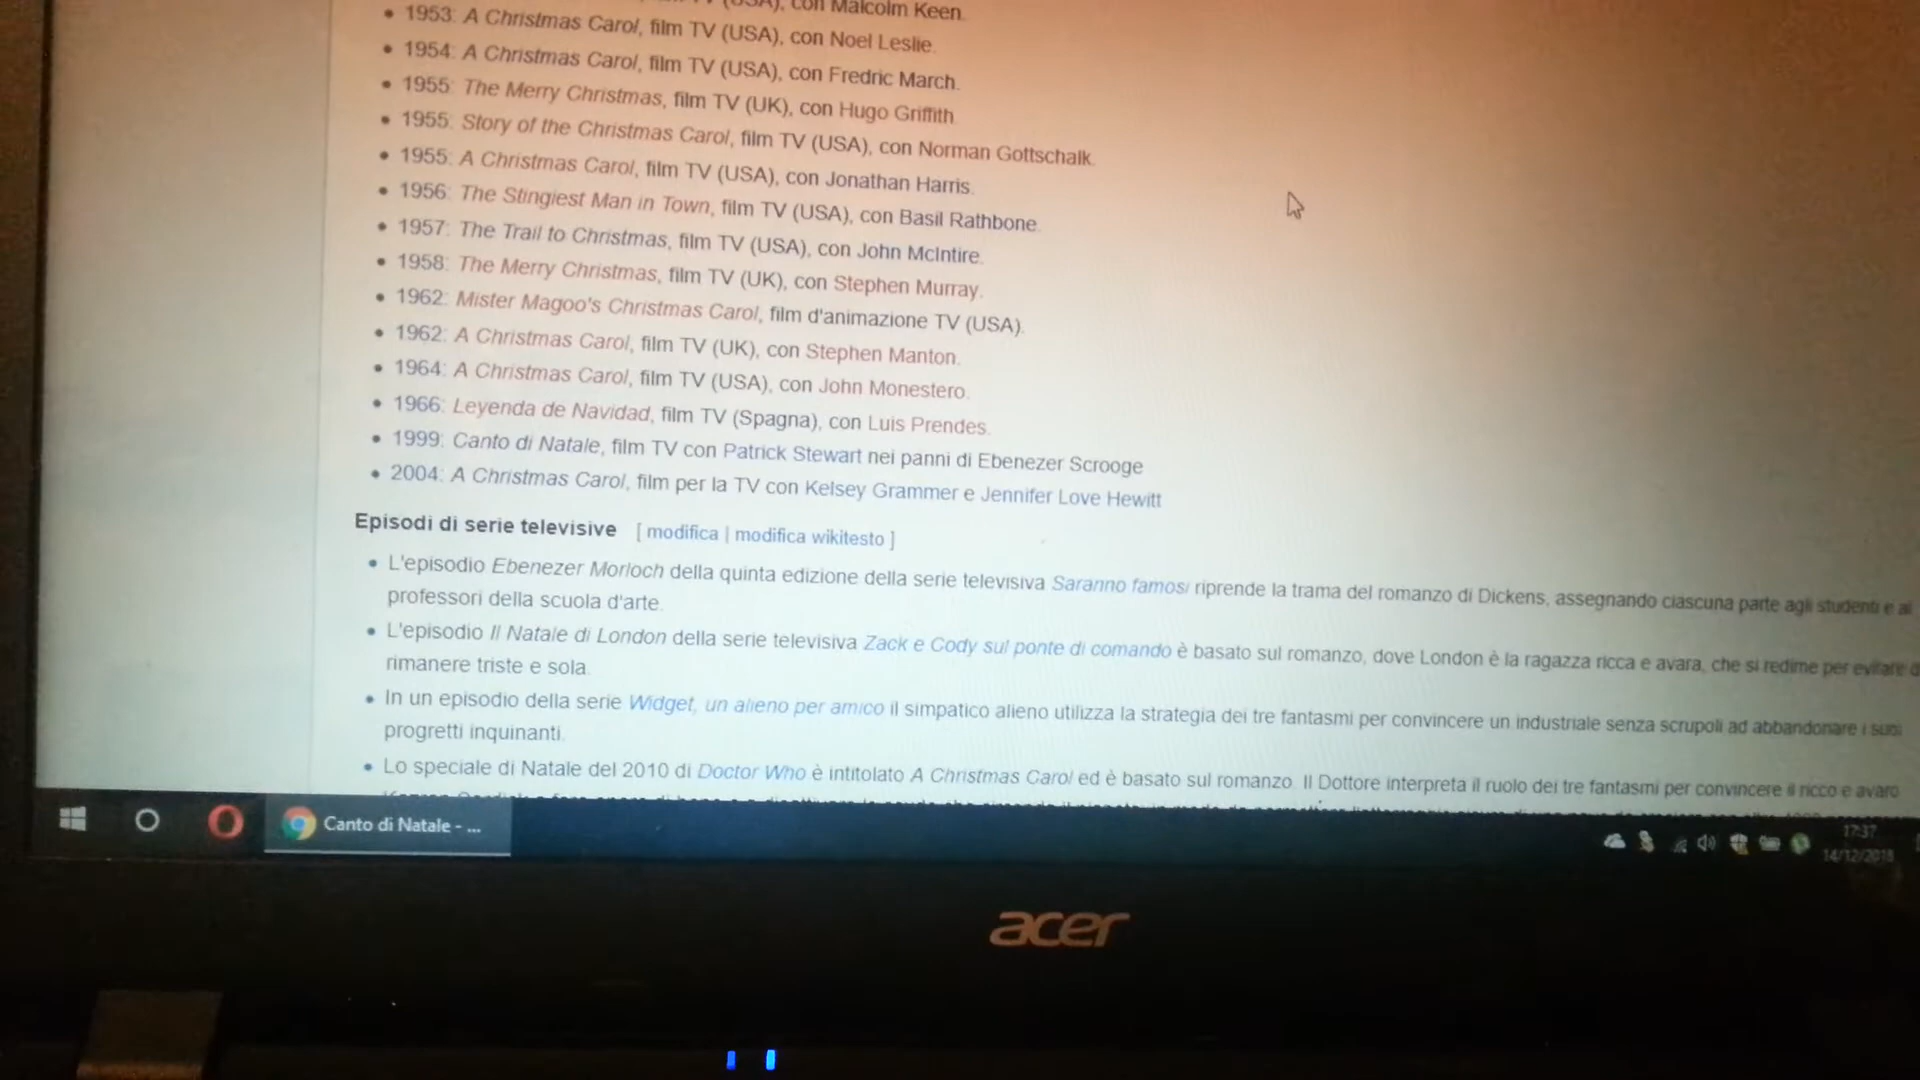 con Malcolm Keen.
1953: A Christmas Carol, film TV (USA), con Noel Leslie.
1954: A Christmas Carol, film TV (USA), con Fredric March.
1955: The Merry Christmas, film TV (UK), con Hugo Griffith.
1955: Story of the Christmas Carol, film TV (USA), con Norman Gottschalk.
1955: A Christmas Carol, film TV (USA), con Jonathan Harris.
1956: The Stingiest Man in Town, film TV (USA), con Basil Rathbone.
1957: The Trail to Christmas, film TV (USA), con John McIntire.
1958: The Merry Christmas, film TV (UK), con Stephen Murray.
1962: Mister Magoo's Christmas Carol, film d'animazione TV (USA).
1962: A Christmas Carol, film TV (UK), con Stephen Manton.
1964: A Christmas Carol, film TV (USA), con John Monestero.
1966: Leyenda de Navidad, film TV (Spagna), con Luis Prendes.
1999: Canto di Natale, film TV con Patrick Stewart nei panni di Ebenezer Scrooge
2004: A Christmas Carol, film per la TV con Kelsey Grammer e Jennifer Love Hewitt
Episodi di serie televisive [ modifica | modifica wikitesto ]
L'episodio Ebenezer Morloch della quinta edizione della serie televisiva Saranno famosi riprende la trama del romanzo di Dickens, assegnando ciascuna parte agli studenti e ai
professori della scuola d'arte.
L'episodio Il Natale di London della serie televisiva Zack e Cody sul ponte di comando è basato sul romanzo, dove London è la ragazza ricca e avara, che si redime per evitare
rimanere triste e sola.
In un episodio della serie Widget, un alieno per amico il simpatico alieno utilizza la strategia dei tre fantasmi per convincere un industriale senza scrupoli ad abbandonare i suoi
progretti inquinanti.
Lo speciale di Natale del 2010 di Doctor Who è intitolato A Christmas Carol ed è basato sul romanzo. Il Dottore interpreta il ruolo dei tre fantasmi per convincere il ricco e avaro
Canto di Natale - ...
17:37
14/12/2018
acer